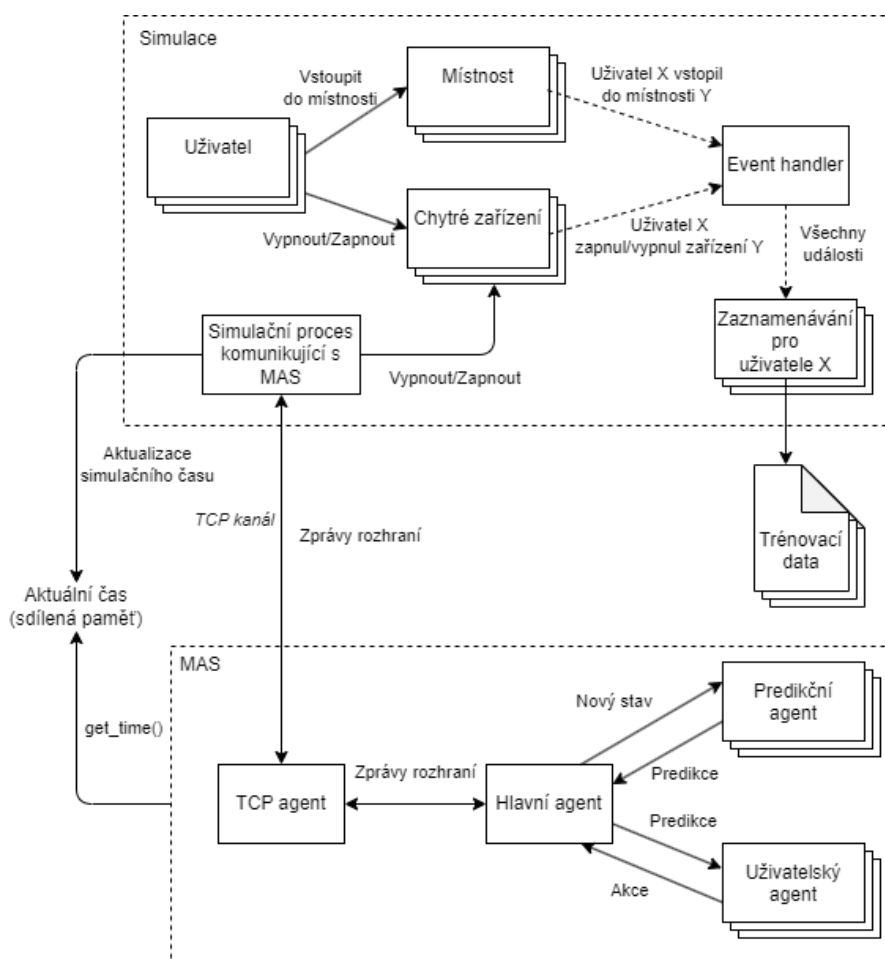 Simulace
Místnost
Vstoupit
do místnosti
Uživatel X vstoupil
do místnosti Y
Uživatel
Event handler
Chytré zařízení
Vypnout/Zapnout
Uživatel X
zapnul/vypnul zařízení Y
Všechny
události
Simulační proces
komunikující s
MAS
Vypnout/Zapnout
Zaznamenávání
pro
uživatele X
Aktualizace
simulačního času
TCP kanál
Zprávy rozhraní
Trénovací
data
Aktuální čas
(sdílená paměť)
MAS
get_time()
Nový stav
Predikční
agent
Zprávy rozhraní
Predikce
TCP agent
Hlavní agent
Predikce
Akce
Uživatelský
agent